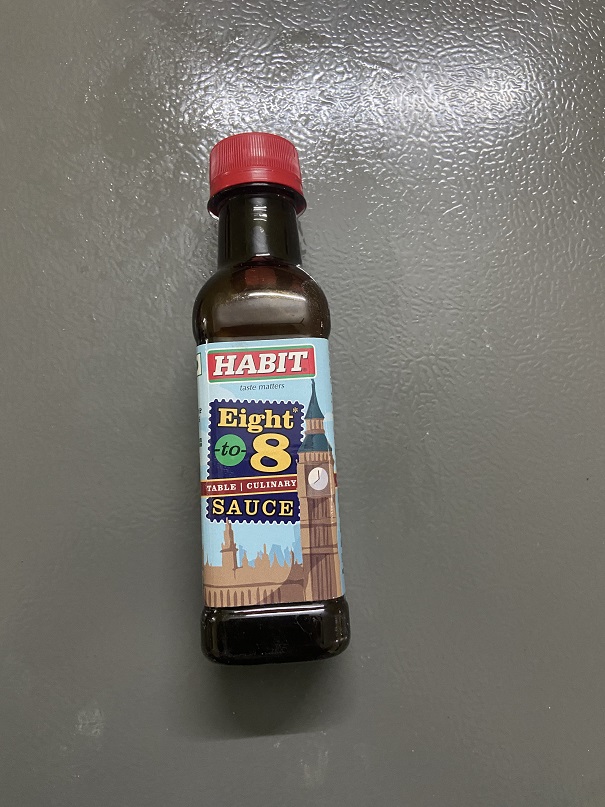 HABIT
taste matters
Eight*
-to- 8
TABLE | CULINARY
SAUCE